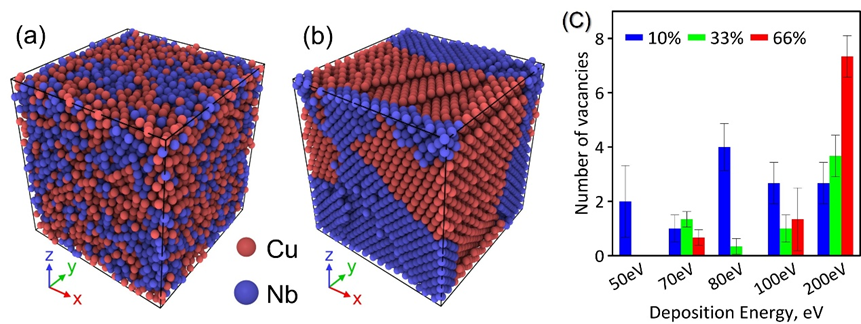 (a)
(b)
(C)
z
y
x
Cu
Nb
z
y
x
10% 33% 66%
Number of vacancies
8
6
4
2
0
50eV 70eV 80eV 100eV 200eV
Deposition Energy, eV